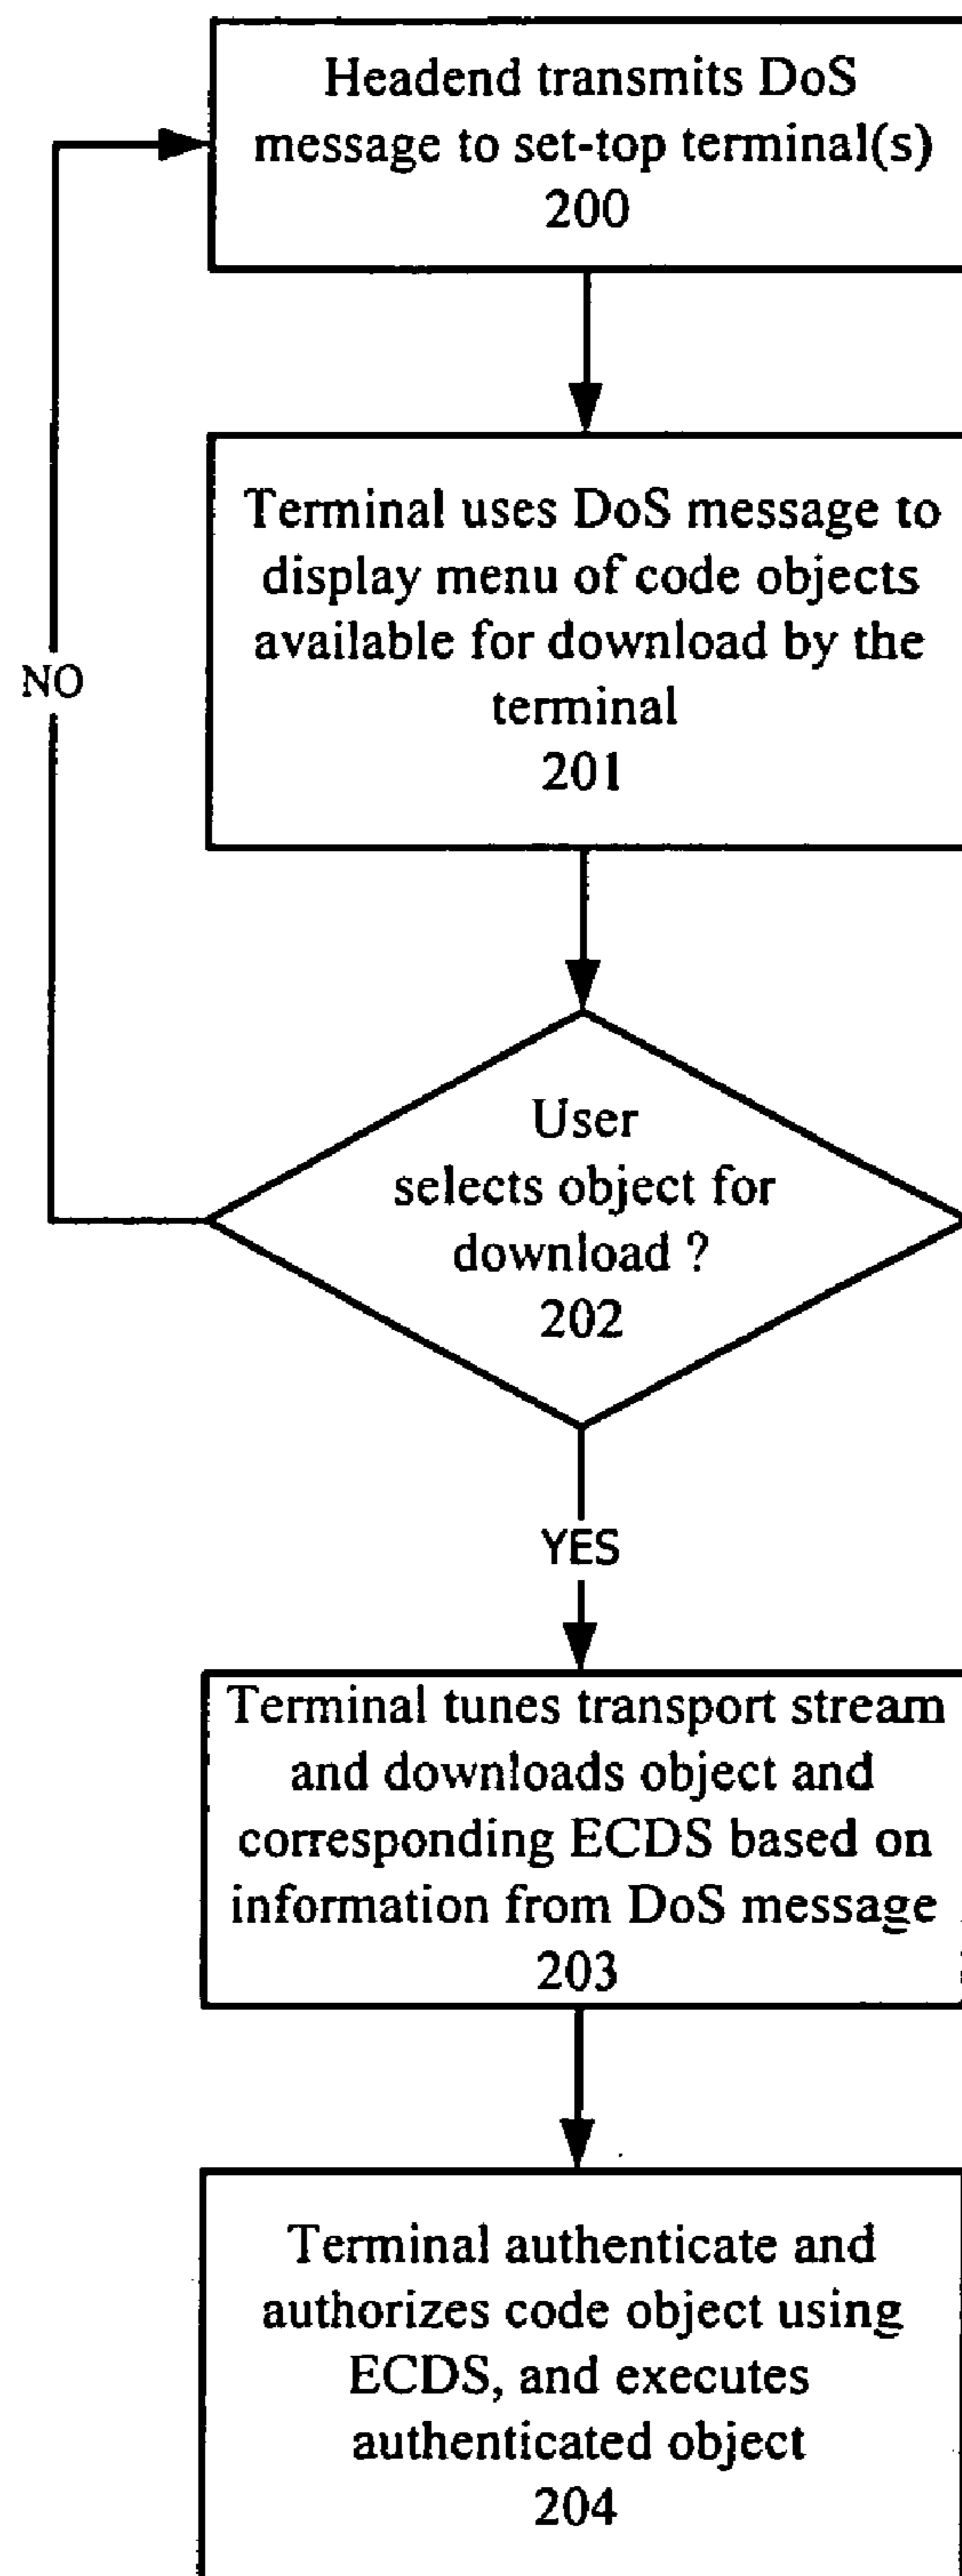 Headend transmits DoS
message to set-top terminal(s)
200
Terminal uses DoS message to
display menu of code objects
available for download by the
terminal
201
NO
User
selects object for
download ?
202
YES
Terminal tunes transport stream
and downloads object and
corresponding ECDS based on
information from DoS message
203
Terminal authenticate and
authorizes code object using
ECDS, and executes
authenticated object
204